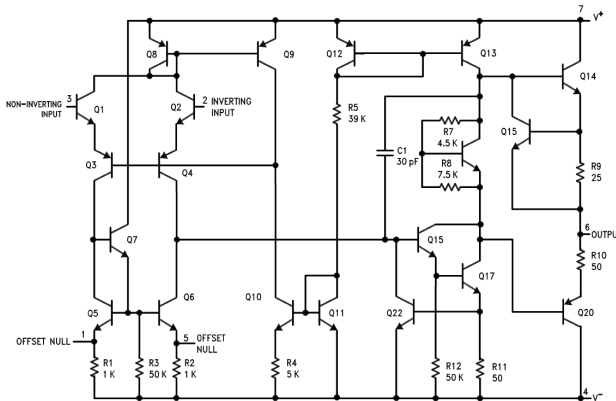 7
V+
Q8
Q9
Q12
Q13
Q14
3
NON-INVERTING
INPUT
Q1
Q2
2 INVERTING
INPUT
R5
39 K
Q15
R7
4.5 K
C1
30 pF
R8
7.5 K
R9
25
Q3
Q4
6
OUTPU
Q7
Q15
R10
50
Q17
Q5
Q6
Q10
Q11
Q22
Q20
1
OFFSET NULL
5
OFFSET
NULL
R1
1 K
R3
50 K
R2
1 K
R4
5 K
R12
50 K
R11
50
4
V-